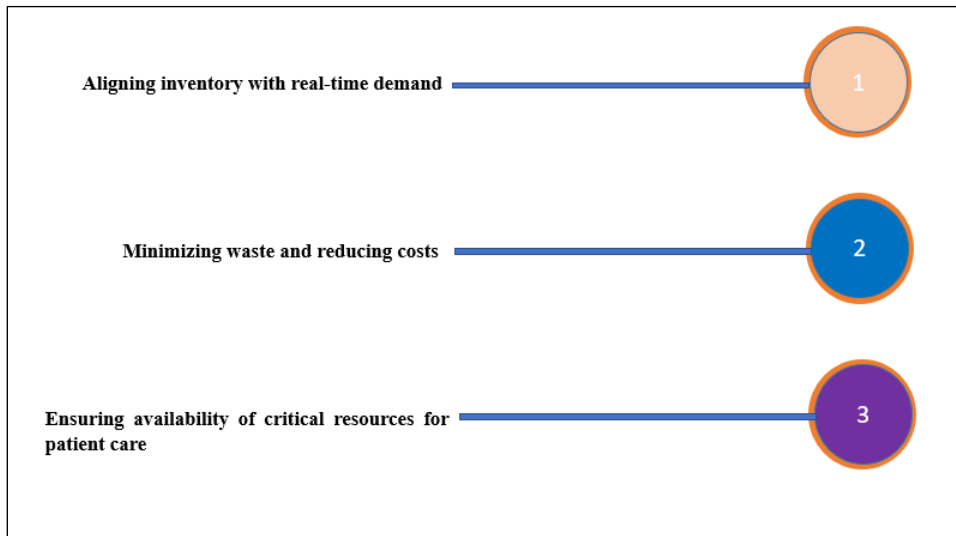 Aligning inventory with real-time demand
1
Minimizing waste and reducing costs
2
Ensuring availability of critical resources for
patient care
3